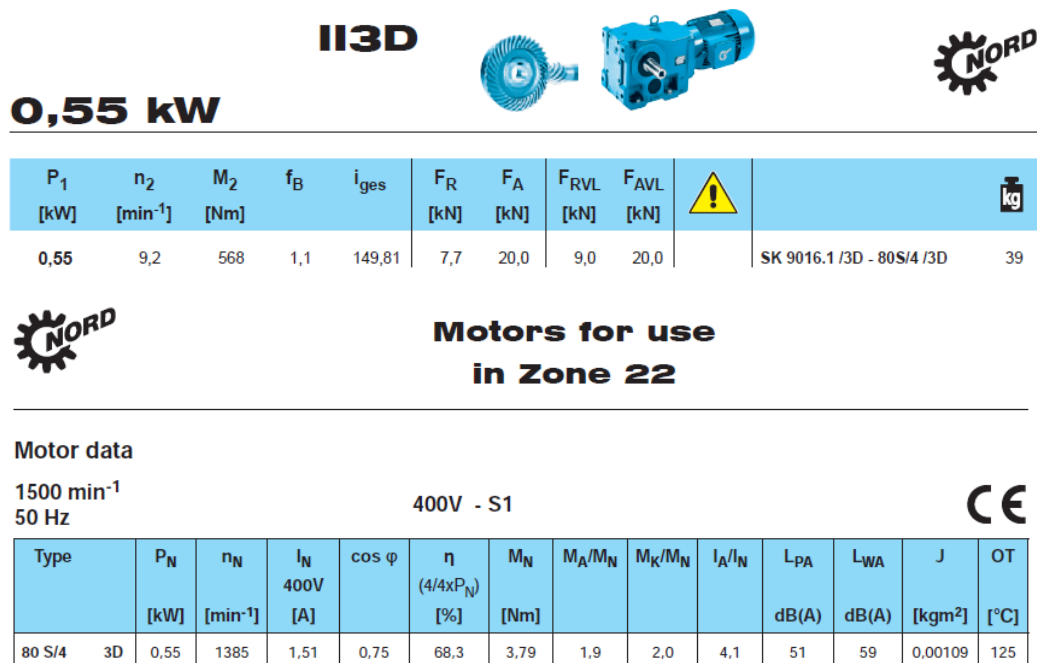 II3D
NORD
0,55 kW
P1 n2 M2 fB iges FR FA FRVL FAVL kg
[kW] [min-1] [Nm] [kN] [kN] [kN] [kN]
0,55 9,2 568 1,1 149,81 7,7 20,0 9,0 20,0 SK 9016.1 /3D - 80S/4 /3D 39
NORD
Motors for use
in Zone 22
Motor data
1500 min-1
50 Hz
400V - S1
CE
Type PN nN IN cos φ η MN MA/MN MK/MN IA/IN LPA LWA J OT
400V (4/4xPN)
[kW] [min-1] [A] [%] [Nm] dB(A) dB(A) [kgm2] [°C]
80 S/4 3D 0,55 1385 1,51 0,75 68,3 3,79 1,9 2,0 4,1 51 59 0,00109 125